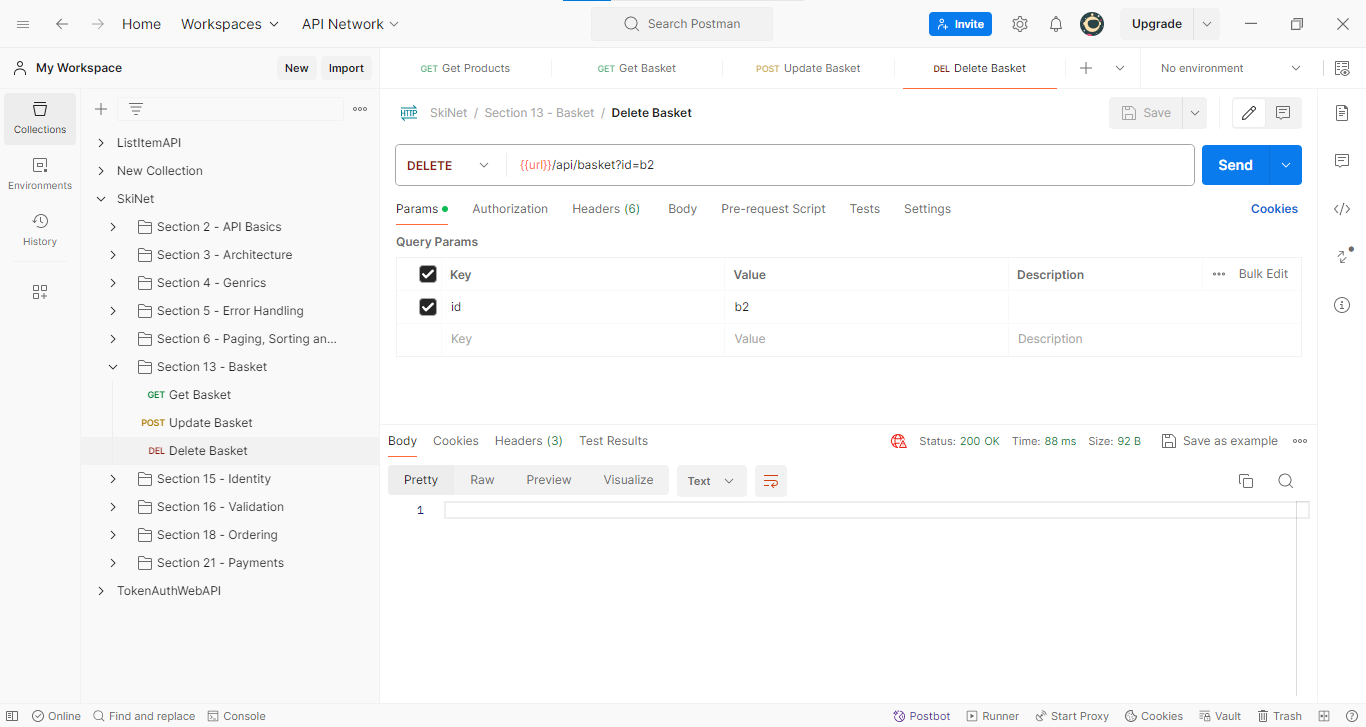 Home
Workspaces
API Network
Search Postman
Invite
Upgrade
My Workspace
New
Import
GET Get Products
GET Get Basket
POST Update Basket
DEL Delete Basket
No environment
Collections
Environments
History
ListItemAPI
New Collection
SkiNet
Section 2 - API Basics
Section 3 - Architecture
Section 4 - Genrics
Section 5 - Error Handling
Section 6 - Paging, Sorting an...
Section 13 - Basket
GET Get Basket
POST Update Basket
DEL Delete Basket
Section 15 - Identity
Section 16 - Validation
Section 18 - Ordering
Section 21 - Payments
TokenAuthWebAPI
HTTP SkiNet / Section 13 - Basket / Delete Basket
Save
DELETE {{url}}/api/basket?id=b2
Send
Params Authorization Headers (6) Body Pre-request Script Tests Settings Cookies
Query Params
Key Value Description Bulk Edit
id b2
Key Value Description
Body Cookies Headers (3) Test Results Status: 200 OK Time: 88 ms Size: 92 B Save as example
Pretty Raw Preview Visualize Text
1
Online Find and replace Console Postbot Runner Start Proxy Cookies Vault Trash